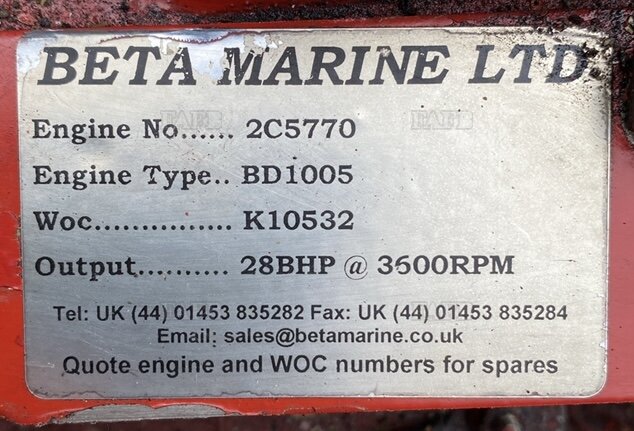 BETA MARINE LTD
Engine No...... 2C5770
Engine Type.. BD1005
Woc............... K10532
Output.......... 28BHP @ 3600RPM
Tel: UK (44) 01453 835282 Fax: UK (44) 01453 835284
Email: sales@betamarine.co.uk
Quote engine and WOC numbers for spares